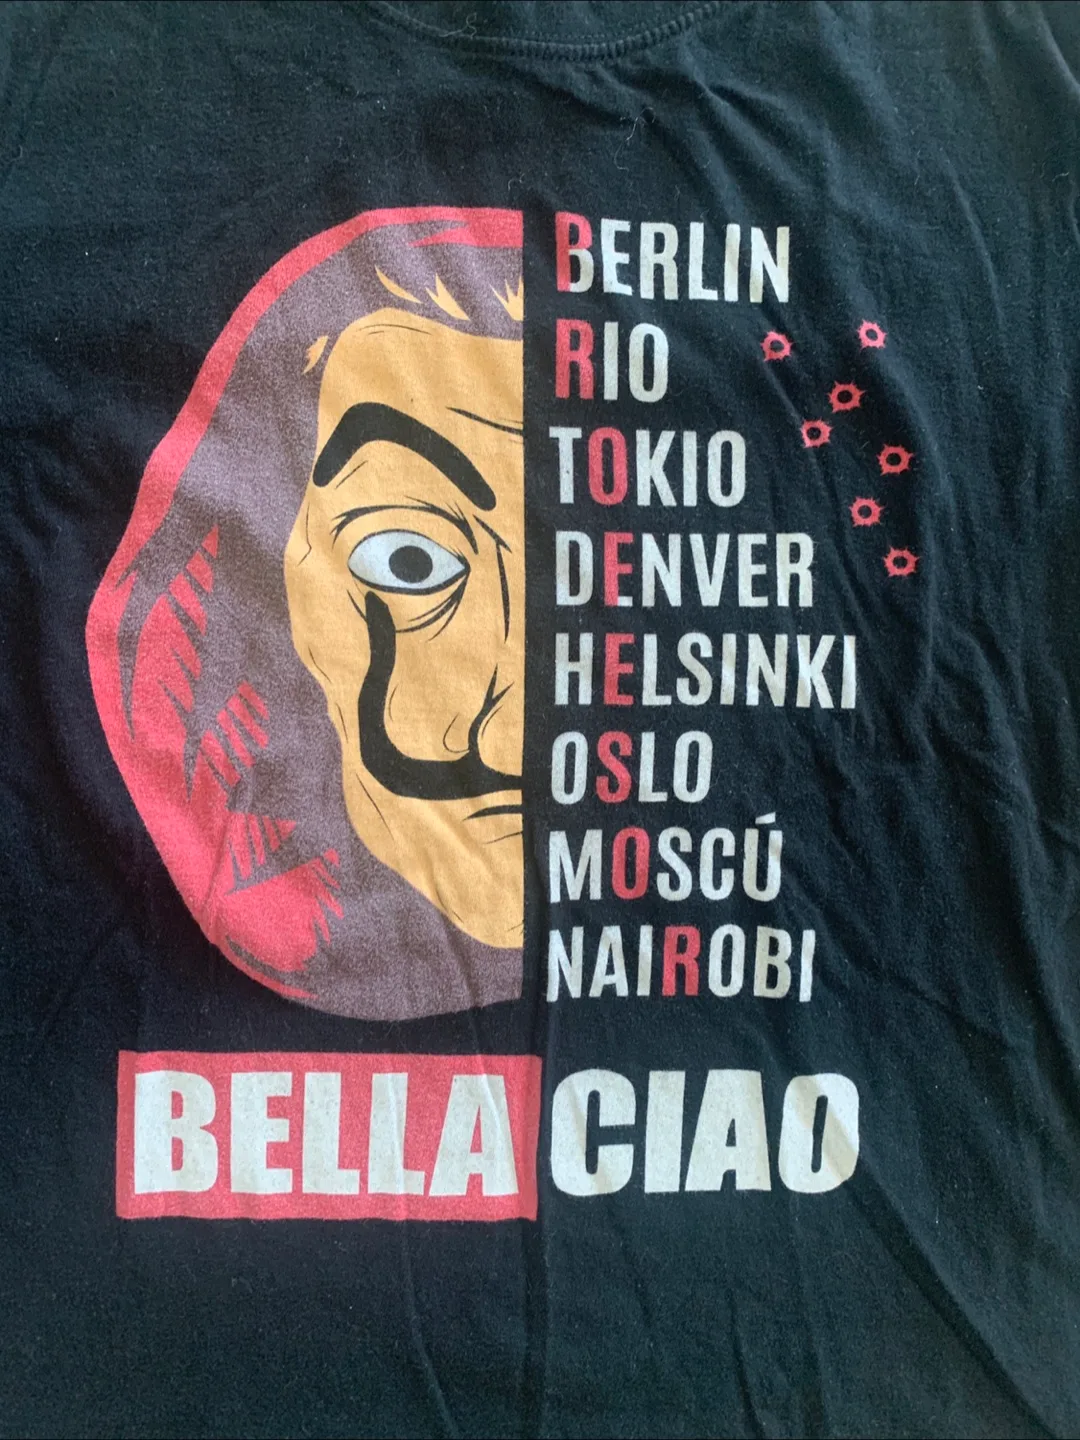 BERLIN
RIO
TOKIO
DENVER
HELSINKI
OSLO
MOSCÚ
NAIROBI
BELLA CIAO